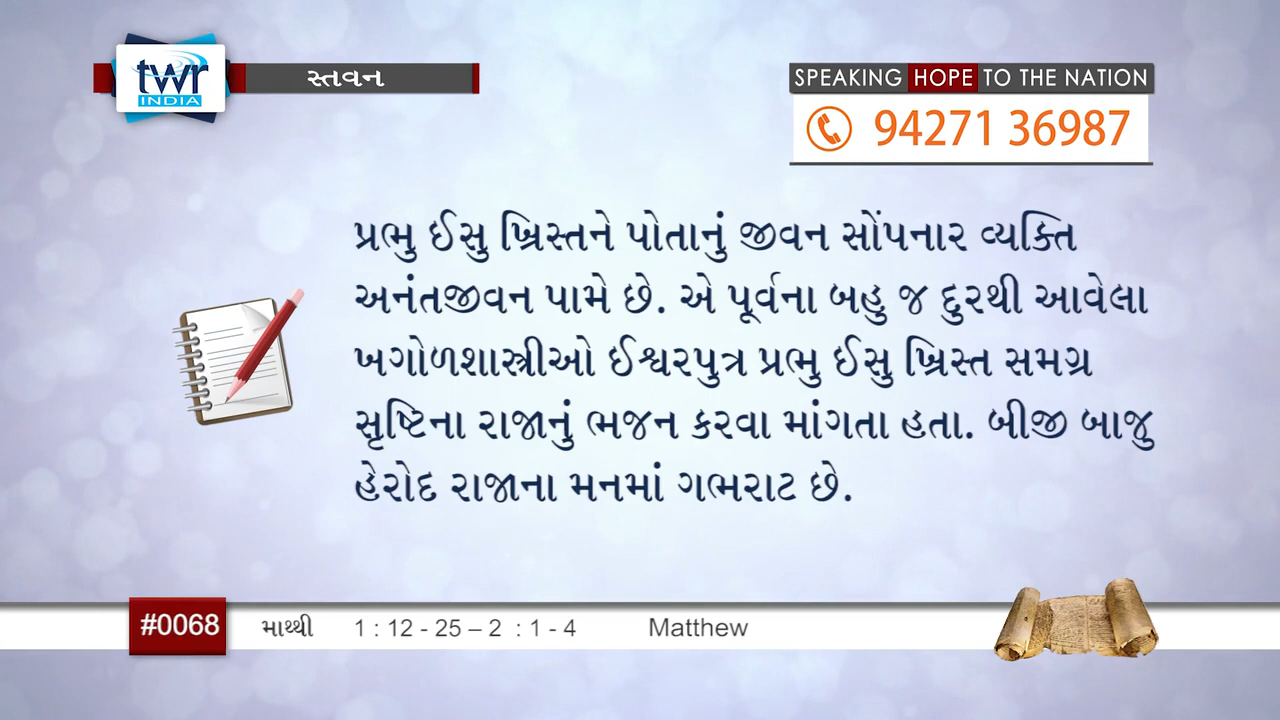 twr
INDIA
સ્તવન
SPEAKING HOPE TO THE NATION
94271 36987
પ્રભુ ઈસુ ખ્રિસ્તને પોતાનું જીવન સોંપનાર વ્યક્તિ
અનંતજીવન પામે છે. એ પૂર્વના બહુ જ દુરથી આવેલા
ખગોળશાસ્ત્રીઓ ઈશ્વરપુત્ર પ્રભુ ઈસુ ખ્રિસ્ત સમગ્ર
સૃષ્ટિના રાજાનું ભજન કરવા માંગતા હતા. બીજી બાજુ
હેરોદ રાજાના મનમાં ગભરાટ છે.
#0068 માથ્થી 1 : 12 - 25 – 2 : 1 - 4 Matthew